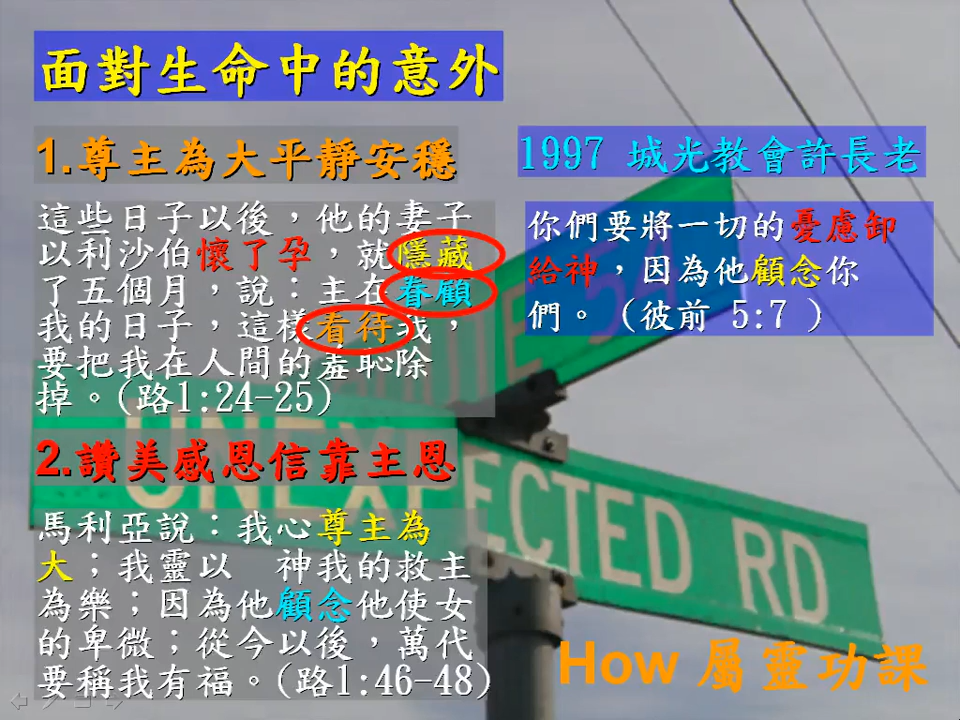 面對生命中的意外
1.尊主為大平靜安穩
這些日子以後，他的妻子
以利沙伯懷了孕，就隱藏
了五個月，說：主在眷顧
我的日子，這樣看待我，
要把我在人間的羞恥除
掉。(路1:24-25)
2.讚美感恩信靠主恩
馬利亞說：我心尊主為
大；我靈以　神我的救主
為樂；因為他顧念他使女
的卑微；從今以後，萬代
要稱我有福。(路1:46-48)
1997 城光教會許長老
你們要將一切的憂慮卸
給神，因為他顧念你
們。(彼前 5:7 )
UNEXPECTED RD
How 屬靈功課